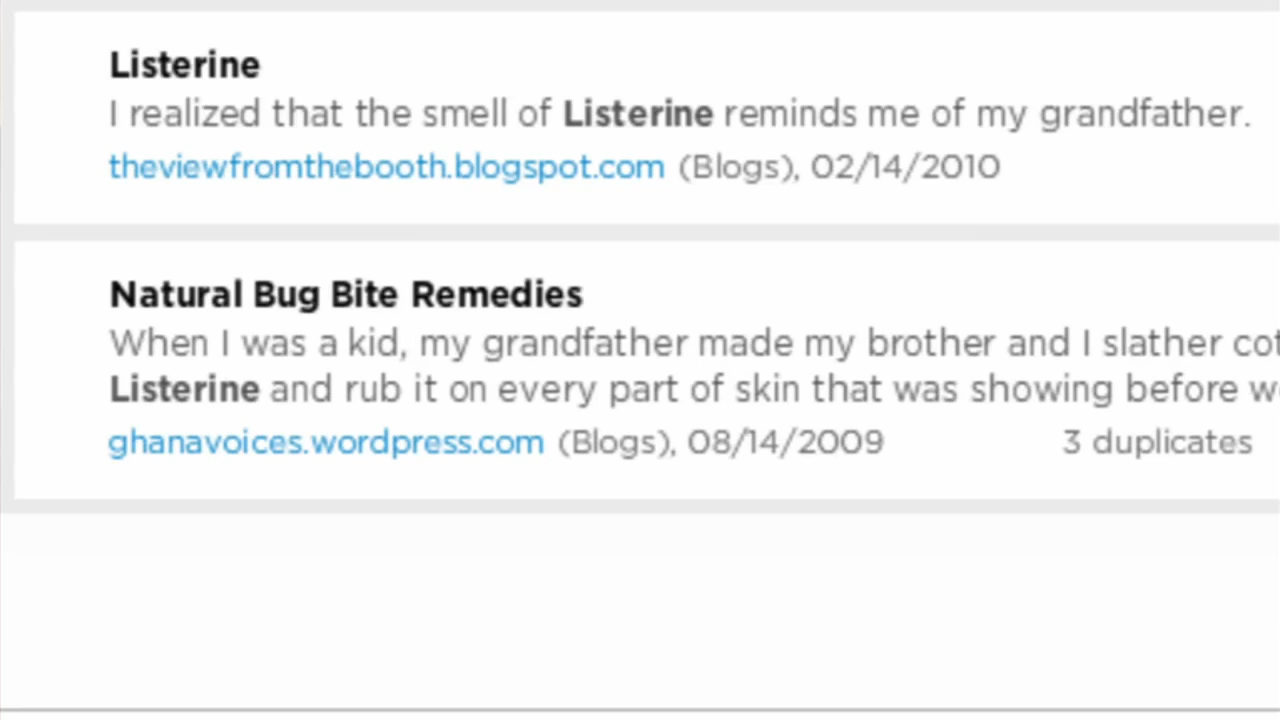 Listerine
I realized that the smell of Listerine reminds me of my grandfather.
theviewfromthebooth.blogspot.com (Blogs), 02/14/2010
Natural Bug Bite Remedies
When I was a kid, my grandfather made my brother and I slather
Listerine and rub it on every part of skin that was showing before
ghanavoices.wordpress.com (Blogs), 08/14/2009 3 duplicates